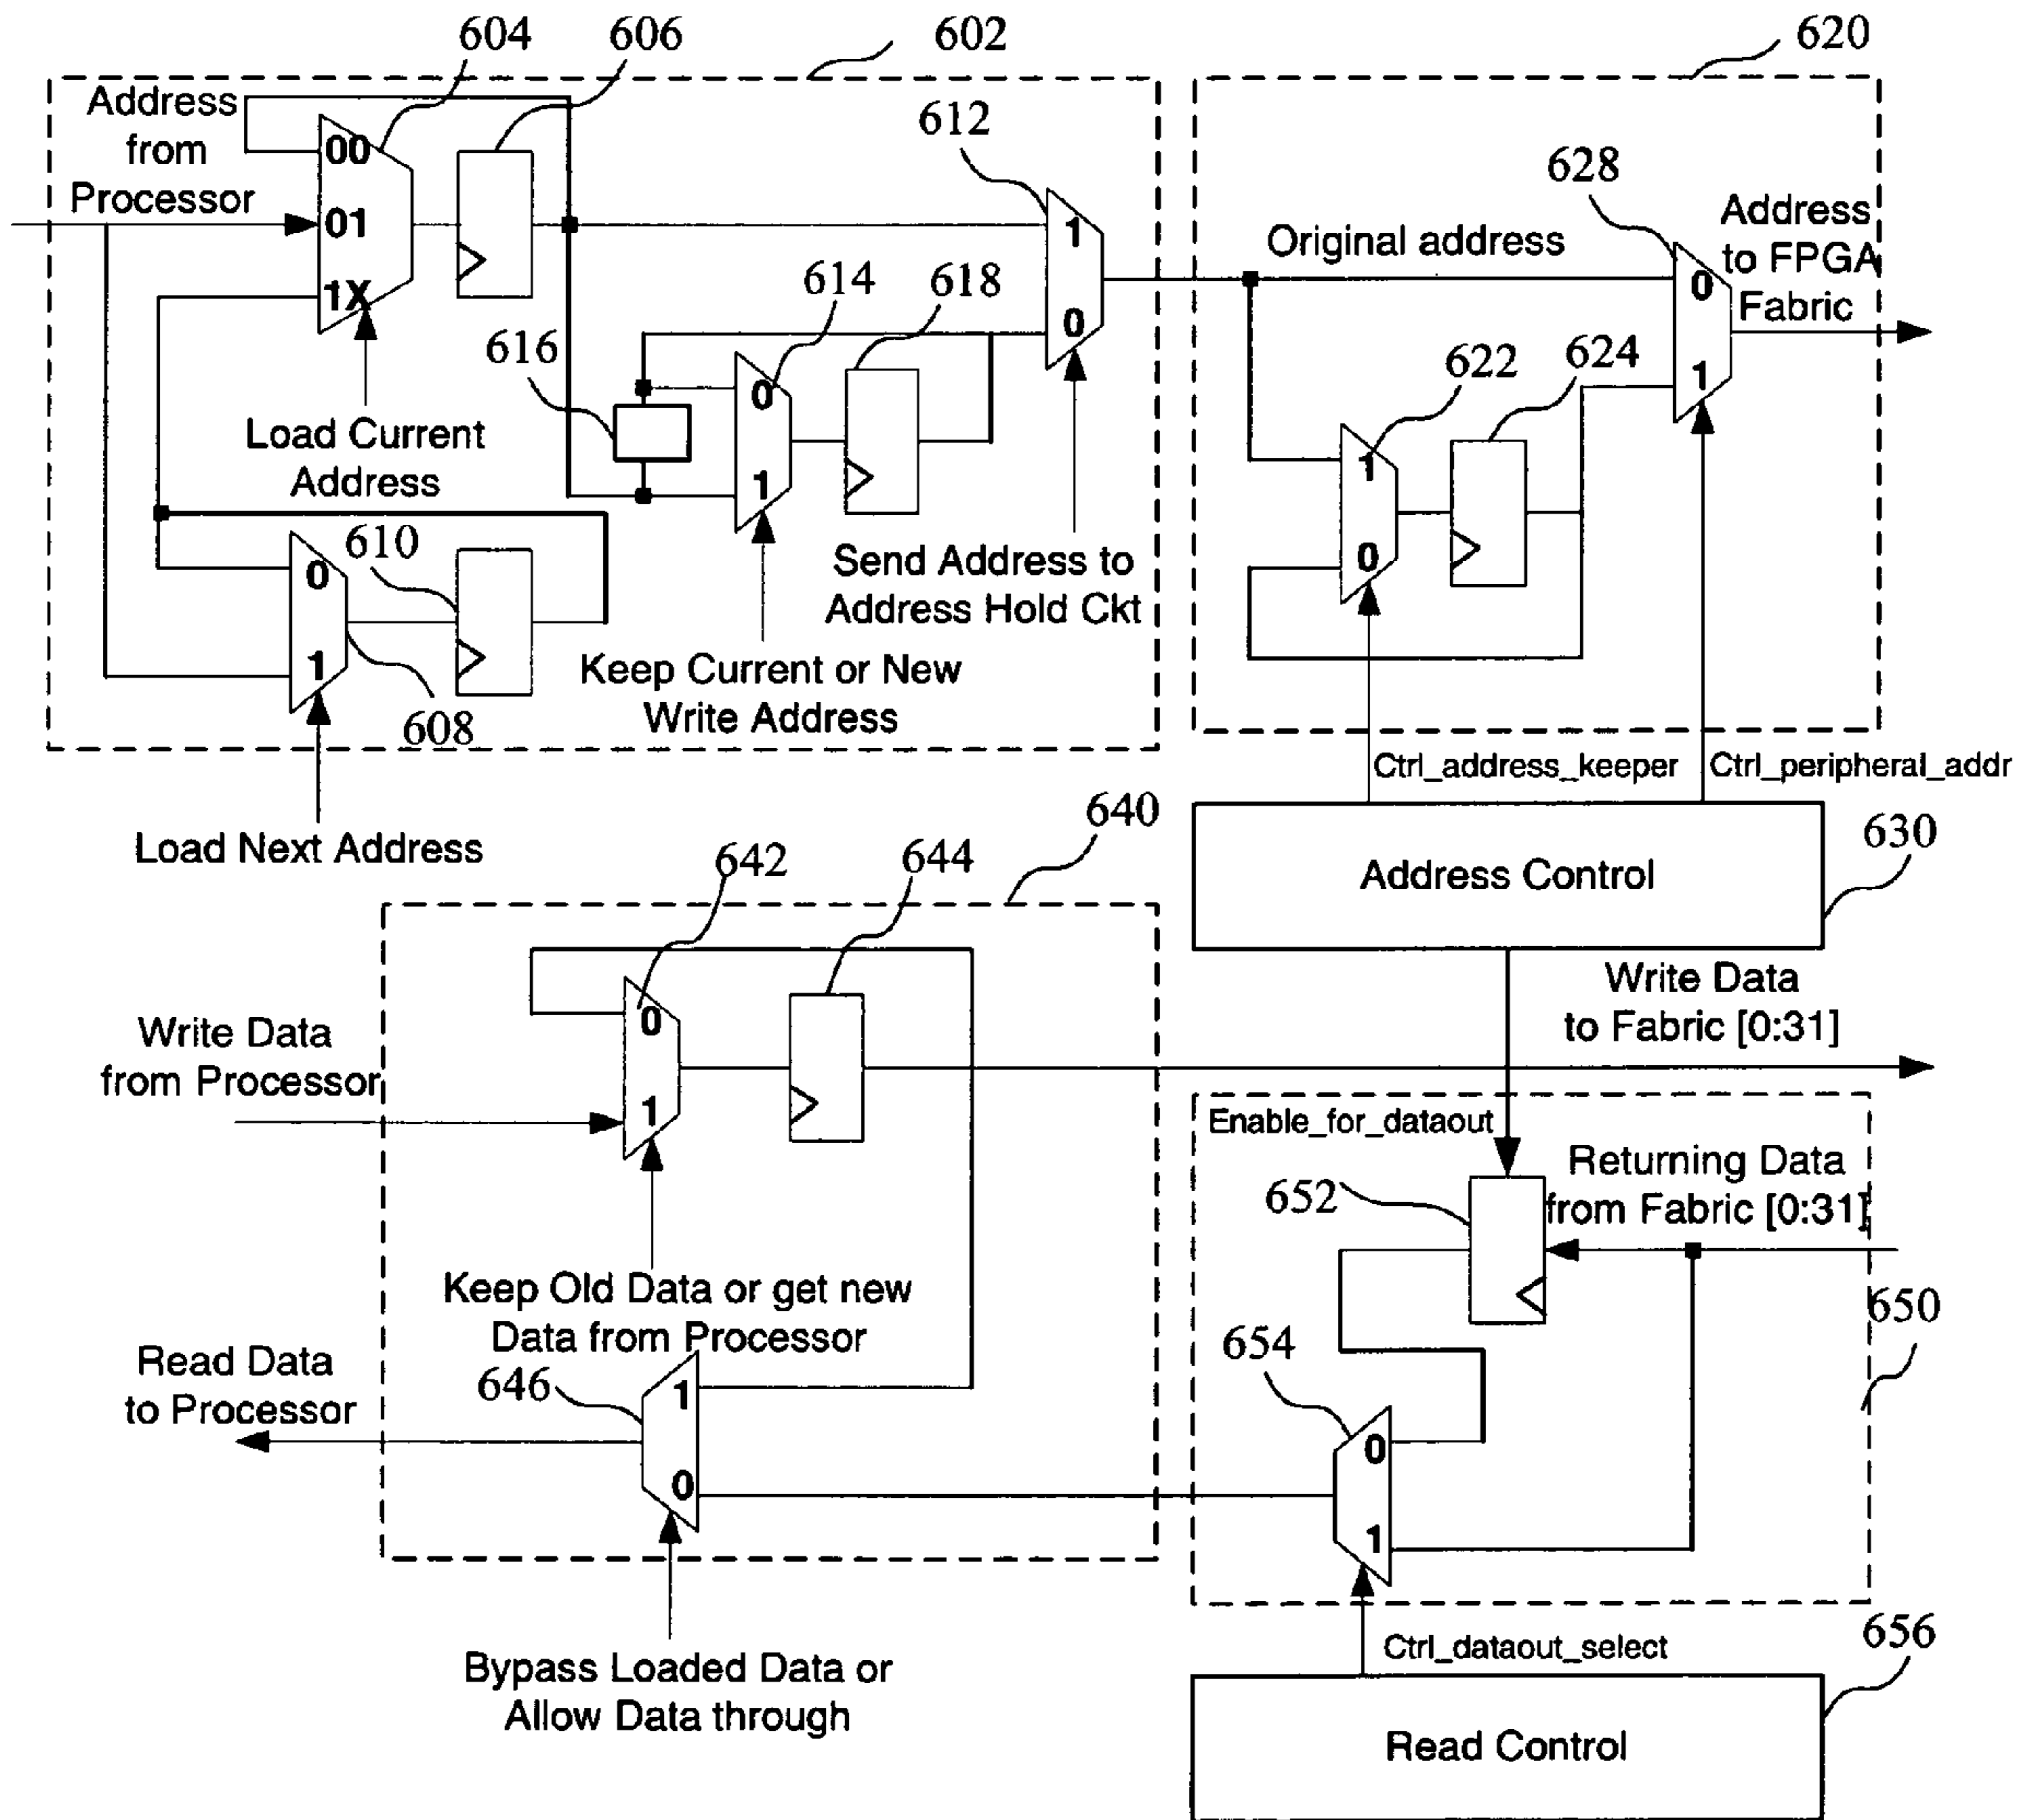 604
606
602
620
Address
from
Processor
00
01
1X
612
1
0
628
Original address
Address
to FPGA
Fabric
0
1
614
618
616
0
1
Load Current
Address
622
624
1
0
610
0
1
608
Send Address to
Address Hold Ckt
Keep Current or New
Write Address
Load Next Address
Ctrl_address_keeper
Ctrl_peripheral_addr
640
630
Address Control
642
644
0
1
Write Data
from Processor
Write Data
to Fabric [0:31]
Enable_for_dataout
Returning Data
from Fabric [0:31]
652
650
Keep Old Data or get new
Data from Processor
Read Data
to Processor
646
1
0
654
0
1
Bypass Loaded Data or
Allow Data through
Ctrl_dataout_select
656
Read Control